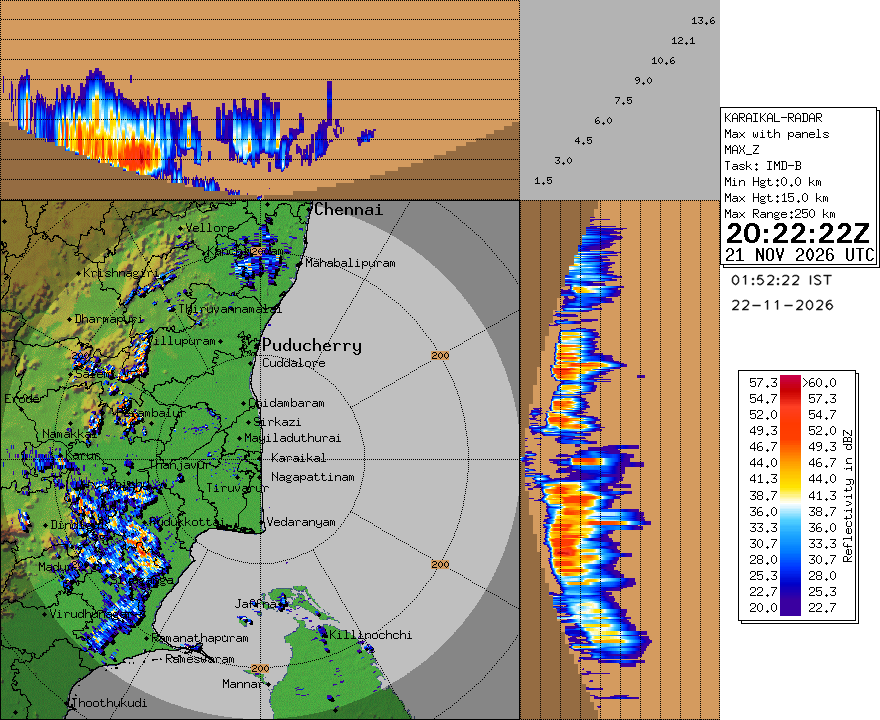 13.6
12.1
10.6
9.0
7.5
6.0
4.5
3.0
1.5
KARAIKAL-RADAR
Max with panels
MAX_Z
Task: IMD-B
Min Hgt:0.0 km
Max Hgt:15.0 km
Max Range:250 km
20:22:22Z
21 NOV 2026 UTC
01:52:22 IST
22-11-2026
Chennai
Vellore
Mahabalipuram
Krishnagiri
Thiruvannamalai
Dharmapuri
Villupuram
Puducherry
200
Cuddalore
Erode
Chidambaram
Perambalur
Sirkazi
Namakkal
Mayiladuthurai
Karur
Karaikal
Thanjavur
Nagapattinam
Tiruvarur
Pudukkottai
Vedaranyam
200
Jaffna
Virudhunagar
Killinochchi
Ramanathapuram
Rameswaram
200
Mannar
Thoothukudi
57.3 >60.0
54.7 57.3
52.0 54.7
49.3 52.0
46.7 49.3
44.0 46.7
41.3 44.0
38.7 41.3
36.0 38.7
33.3 36.0
30.7 33.3
28.0 30.7
25.3 28.0
22.7 25.3
20.0 22.7
Reflectivity in dBZ